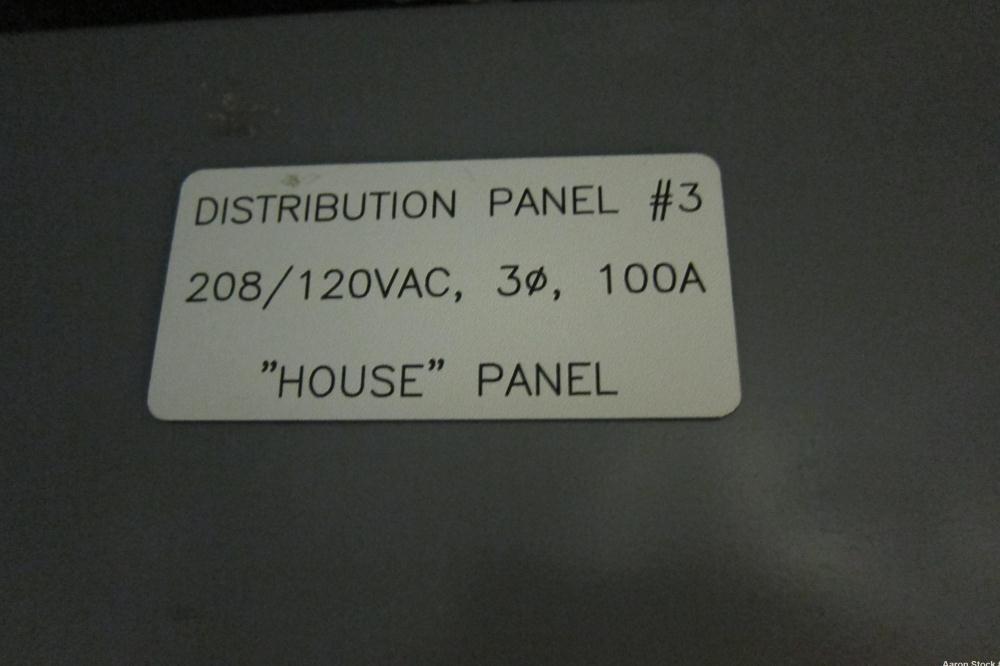 DISTRIBUTION PANEL #3
208/120VAC, 3ø, 100A
”HOUSE” PANEL
Aaron Stock